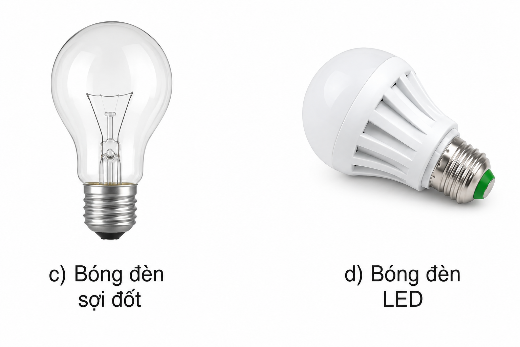 c) Bóng đèn
sợi đốt
d) Bóng đèn
LED